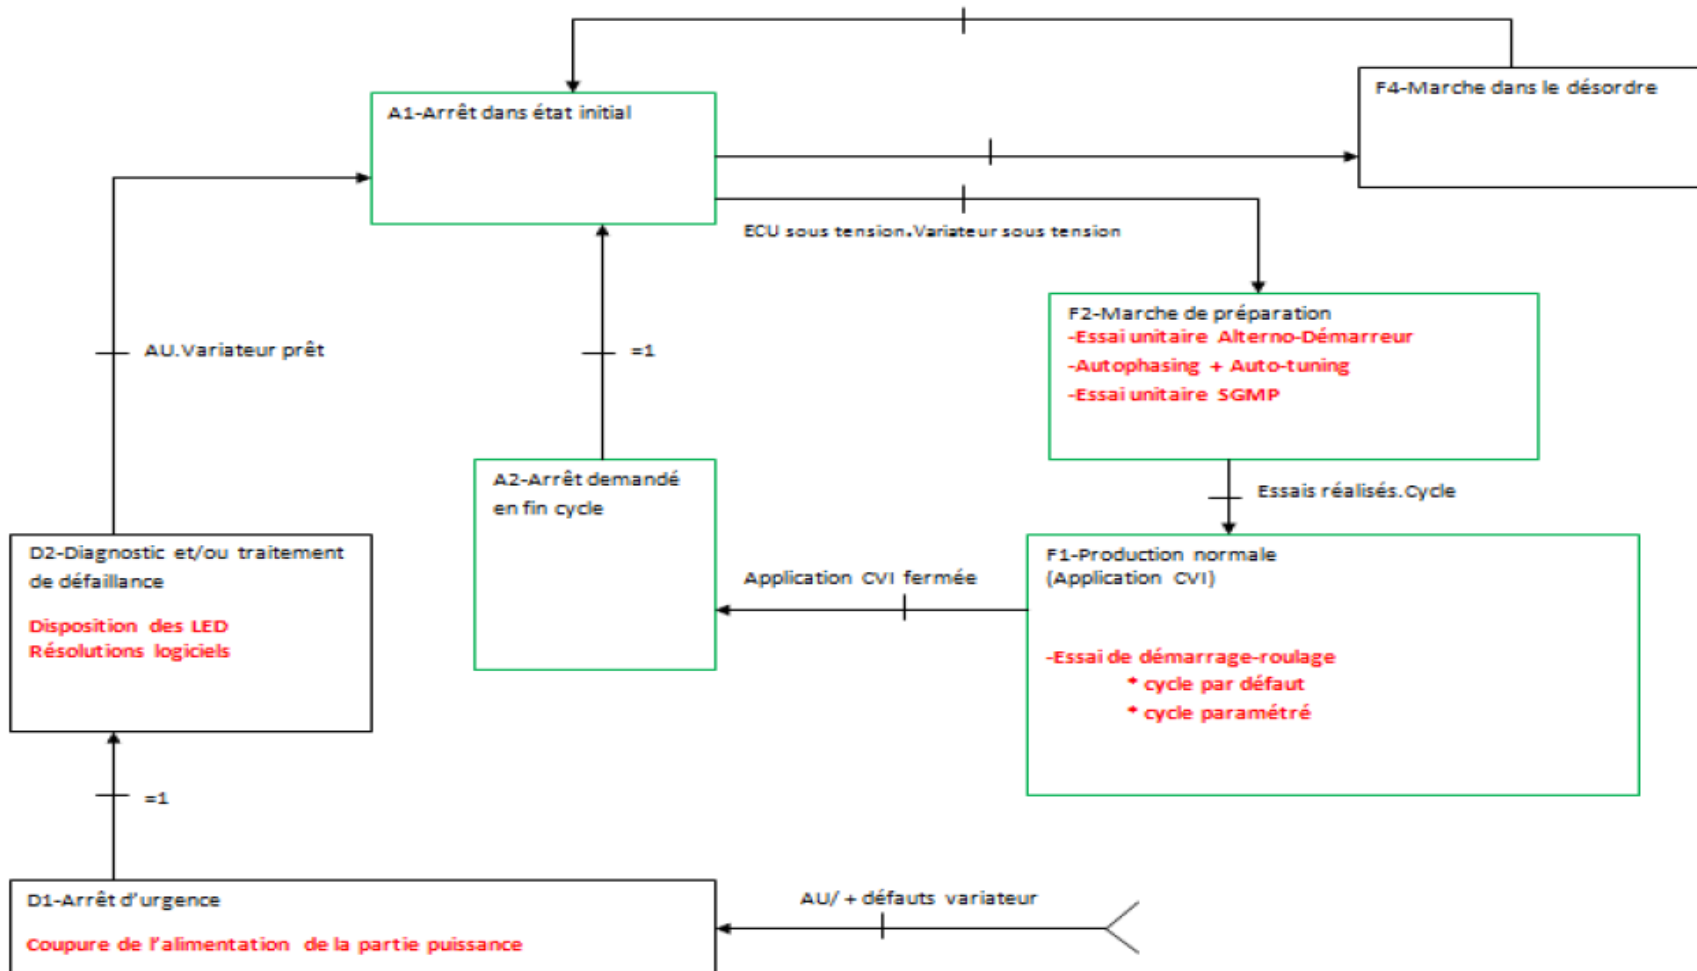 F4-Marche dans le désordre
A1-Arrêt dans état initial
ECU sous tension.Variateur sous tension
F2-Marche de préparation
-Essai unitaire Alterno-Démarreur
-Autophasing + Auto-tuning
-Essai unitaire SGMP
AU.Variateur prêt
=1
A2-Arrêt demandé
en fin cycle
Essais réalisés.Cycle
D2-Diagnostic et/ou traitement
de défaillance
Disposition des LED
Résolutions logiciels
Application CVI fermée
F1-Production normale
(Application CVI)
-Essai de démarrage-roulage
* cycle par défaut
* cycle paramétré
=1
D1-Arrêt d'urgence
Coupure de l'alimentation de la partie puissance
AU/ + défauts variateur